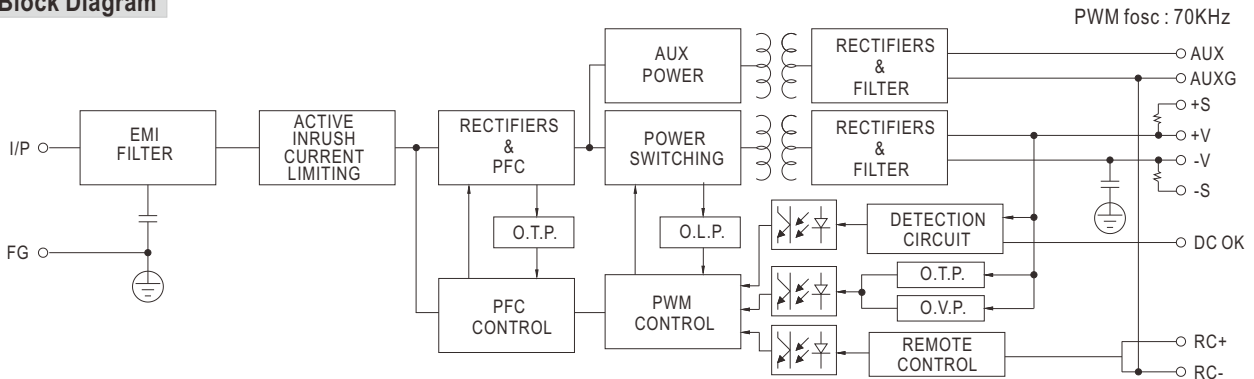 Block Diagram
PWM fosc : 70KHz
AUX
POWER
RECTIFIERS
&
FILTER
AUX
AUXG
+S
I/P
EMI
FILTER
ACTIVE
INRUSH
CURRENT
LIMITING
RECTIFIERS
&
PFC
POWER
SWITCHING
RECTIFIERS
&
FILTER
+V
-V
-S
O.T.P.
O.L.P.
DETECTION
CIRCUIT
DC OK
FG
PFC
CONTROL
PWM
CONTROL
O.T.P.
O.V.P.
REMOTE
CONTROL
RC+
RC-